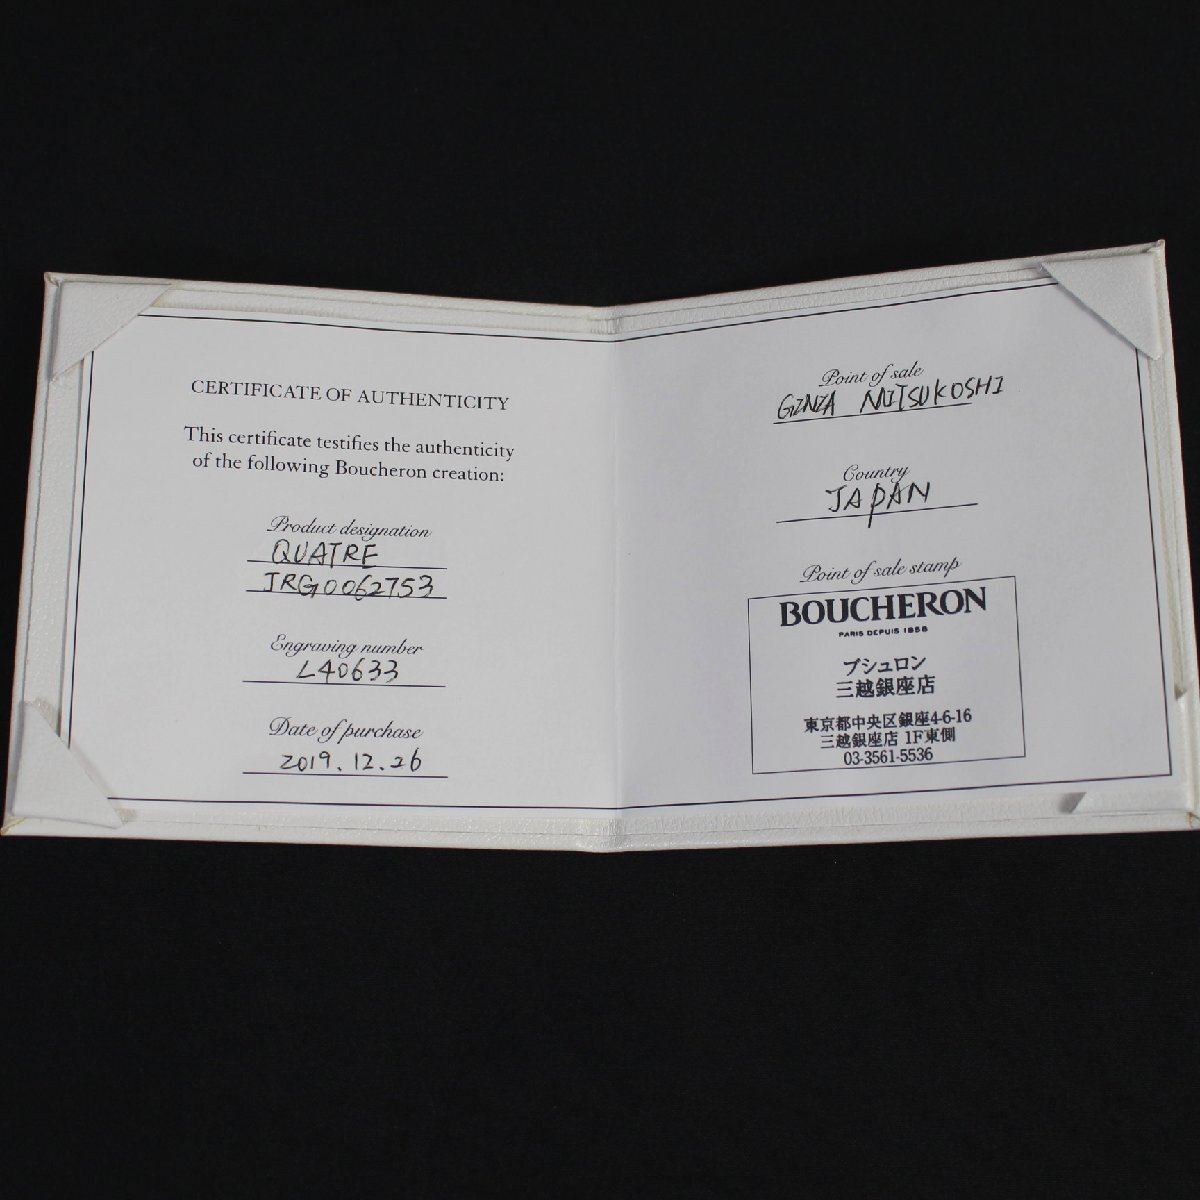 CERTIFICATE OF AUTHENTICITY
This certificate testifies the authenticity
of the following Boucheron creation:
Product designation
QUATRE
JRG0062753
Engraving number
L40633
Date of purchase
2019.12.26
Point of sale
GINZA MITSUKOSHI
Country
JAPAN
Point of sale stamp
BOUCHERON
PARIS DEPUIS 1858
ブシュロン
三越銀座店
東京都中央区銀座4-6-16
三越銀座店 1F東側
03-3561-5536